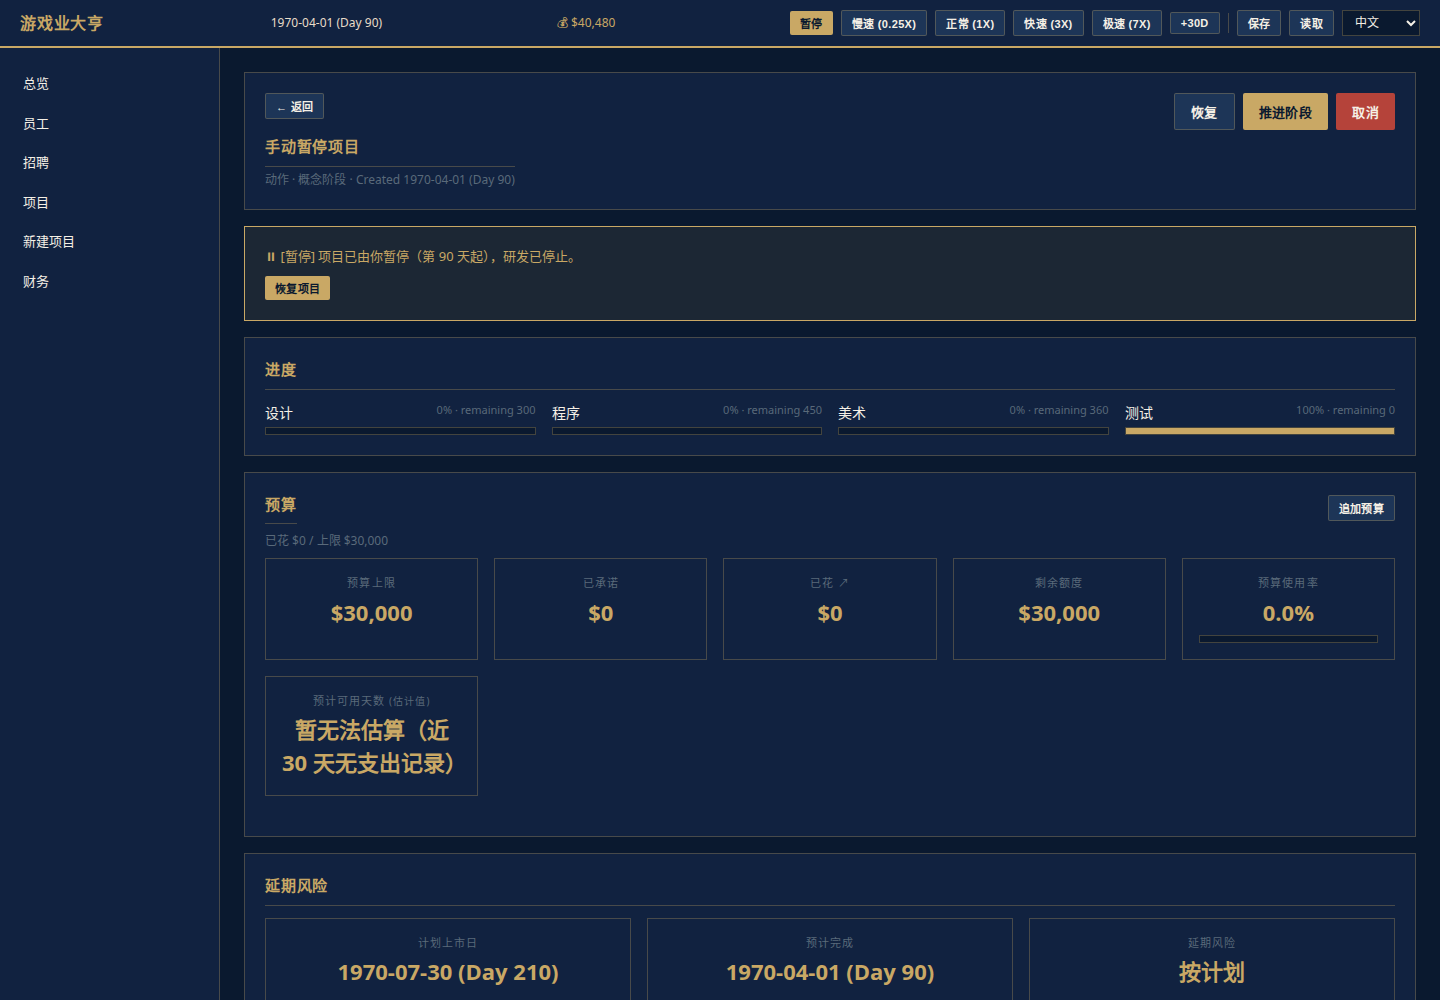 游戏业大亨
1970-04-01 (Day 90)
💰 $40,480
暂停
慢速 (0.25X)
正常 (1X)
快速 (3X)
极速 (7X)
+30D
保存
读取
中文
总览
员工
招聘
项目
新建项目
财务
← 返回
恢复
推进阶段
取消
手动暂停项目
动作 · 概念阶段 · Created 1970-04-01 (Day 90)
⏸ [暂停] 项目已由你暂停（第 90 天起），研发已停止。
恢复项目
进度
设计
0% · remaining 300
程序
0% · remaining 450
美术
0% · remaining 360
测试
100% · remaining 0
预算
追加预算
已花 $0 / 上限 $30,000
预算上限
$30,000
已承诺
$0
已花 ↗
$0
剩余额度
$30,000
预算使用率
0.0%
预计可用天数 (估计值)
暂无法估算（近
30 天无支出记录）
延期风险
计划上市日
1970-07-30 (Day 210)
预计完成
1970-04-01 (Day 90)
延期风险
按计划